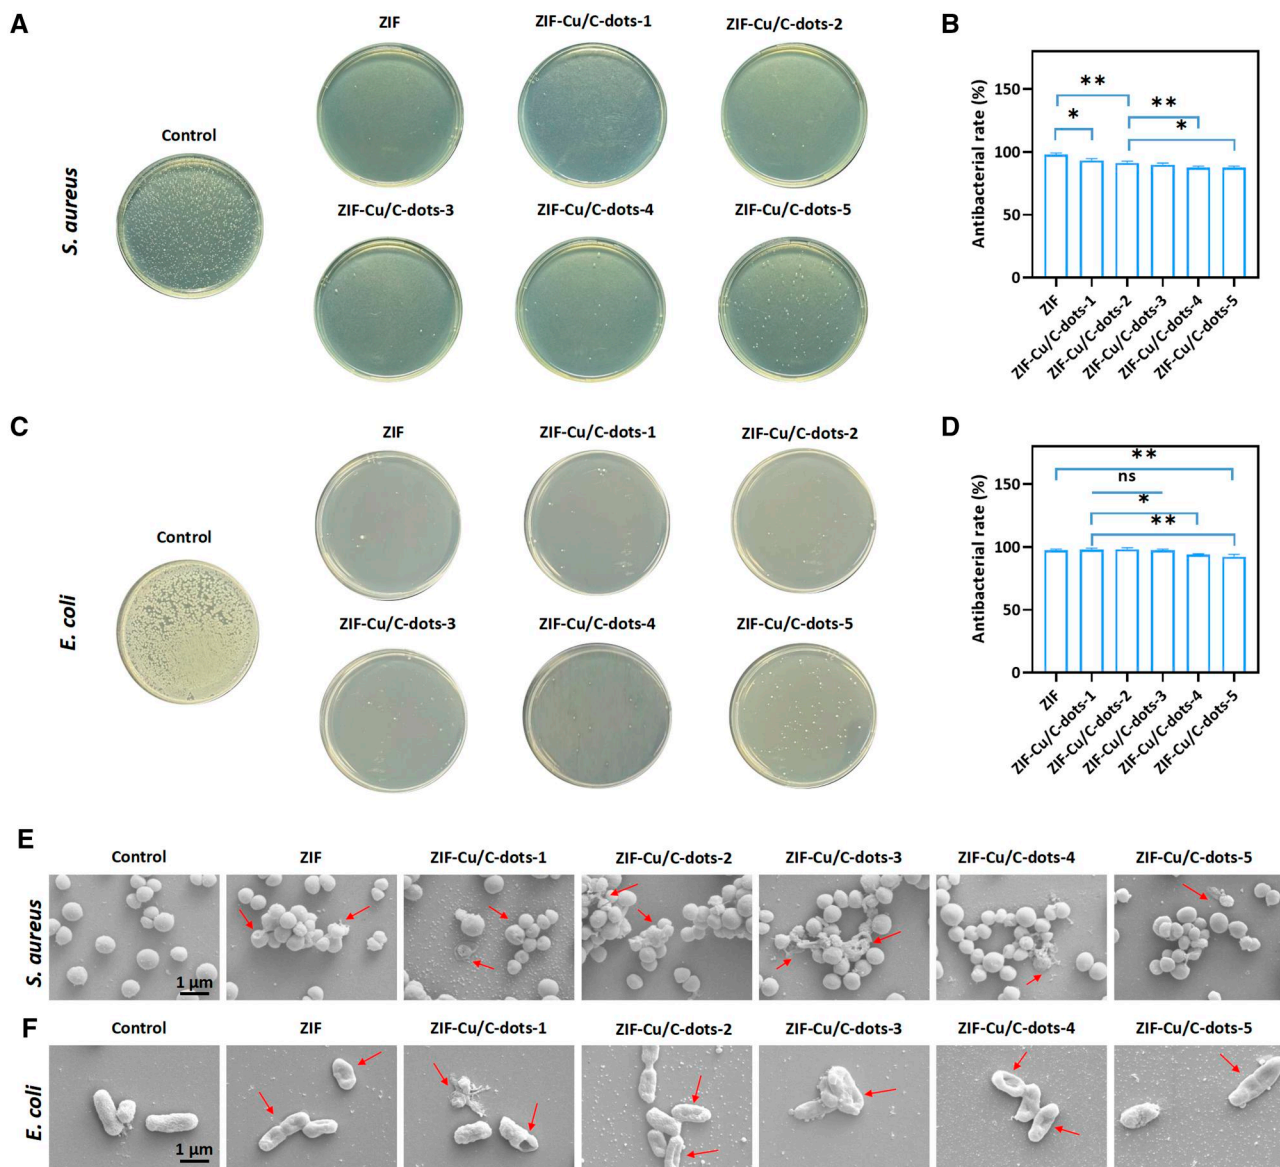 A
ZIF
ZIF-Cu/C-dots-1
ZIF-Cu/C-dots-2
Control
S. aureus
ZIF-Cu/C-dots-3
ZIF-Cu/C-dots-4
ZIF-Cu/C-dots-5
B
Antibacterial rate (%)
150
100
50
0
**
*
**
*
ZIF
ZIF-Cu/C-dots-1
ZIF-Cu/C-dots-2
ZIF-Cu/C-dots-3
ZIF-Cu/C-dots-4
ZIF-Cu/C-dots-5
C
ZIF
ZIF-Cu/C-dots-1
ZIF-Cu/C-dots-2
Control
E. coli
ZIF-Cu/C-dots-3
ZIF-Cu/C-dots-4
ZIF-Cu/C-dots-5
D
Antibacterial rate (%)
150
100
50
0
**
ns
*
**
ZIF
ZIF-Cu/C-dots-1
ZIF-Cu/C-dots-2
ZIF-Cu/C-dots-3
ZIF-Cu/C-dots-4
ZIF-Cu/C-dots-5
E
Control
ZIF
ZIF-Cu/C-dots-1
ZIF-Cu/C-dots-2
ZIF-Cu/C-dots-3
ZIF-Cu/C-dots-4
ZIF-Cu/C-dots-5
S. aureus
1 μm
F
Control
ZIF
ZIF-Cu/C-dots-1
ZIF-Cu/C-dots-2
ZIF-Cu/C-dots-3
ZIF-Cu/C-dots-4
ZIF-Cu/C-dots-5
E. coli
1 μm